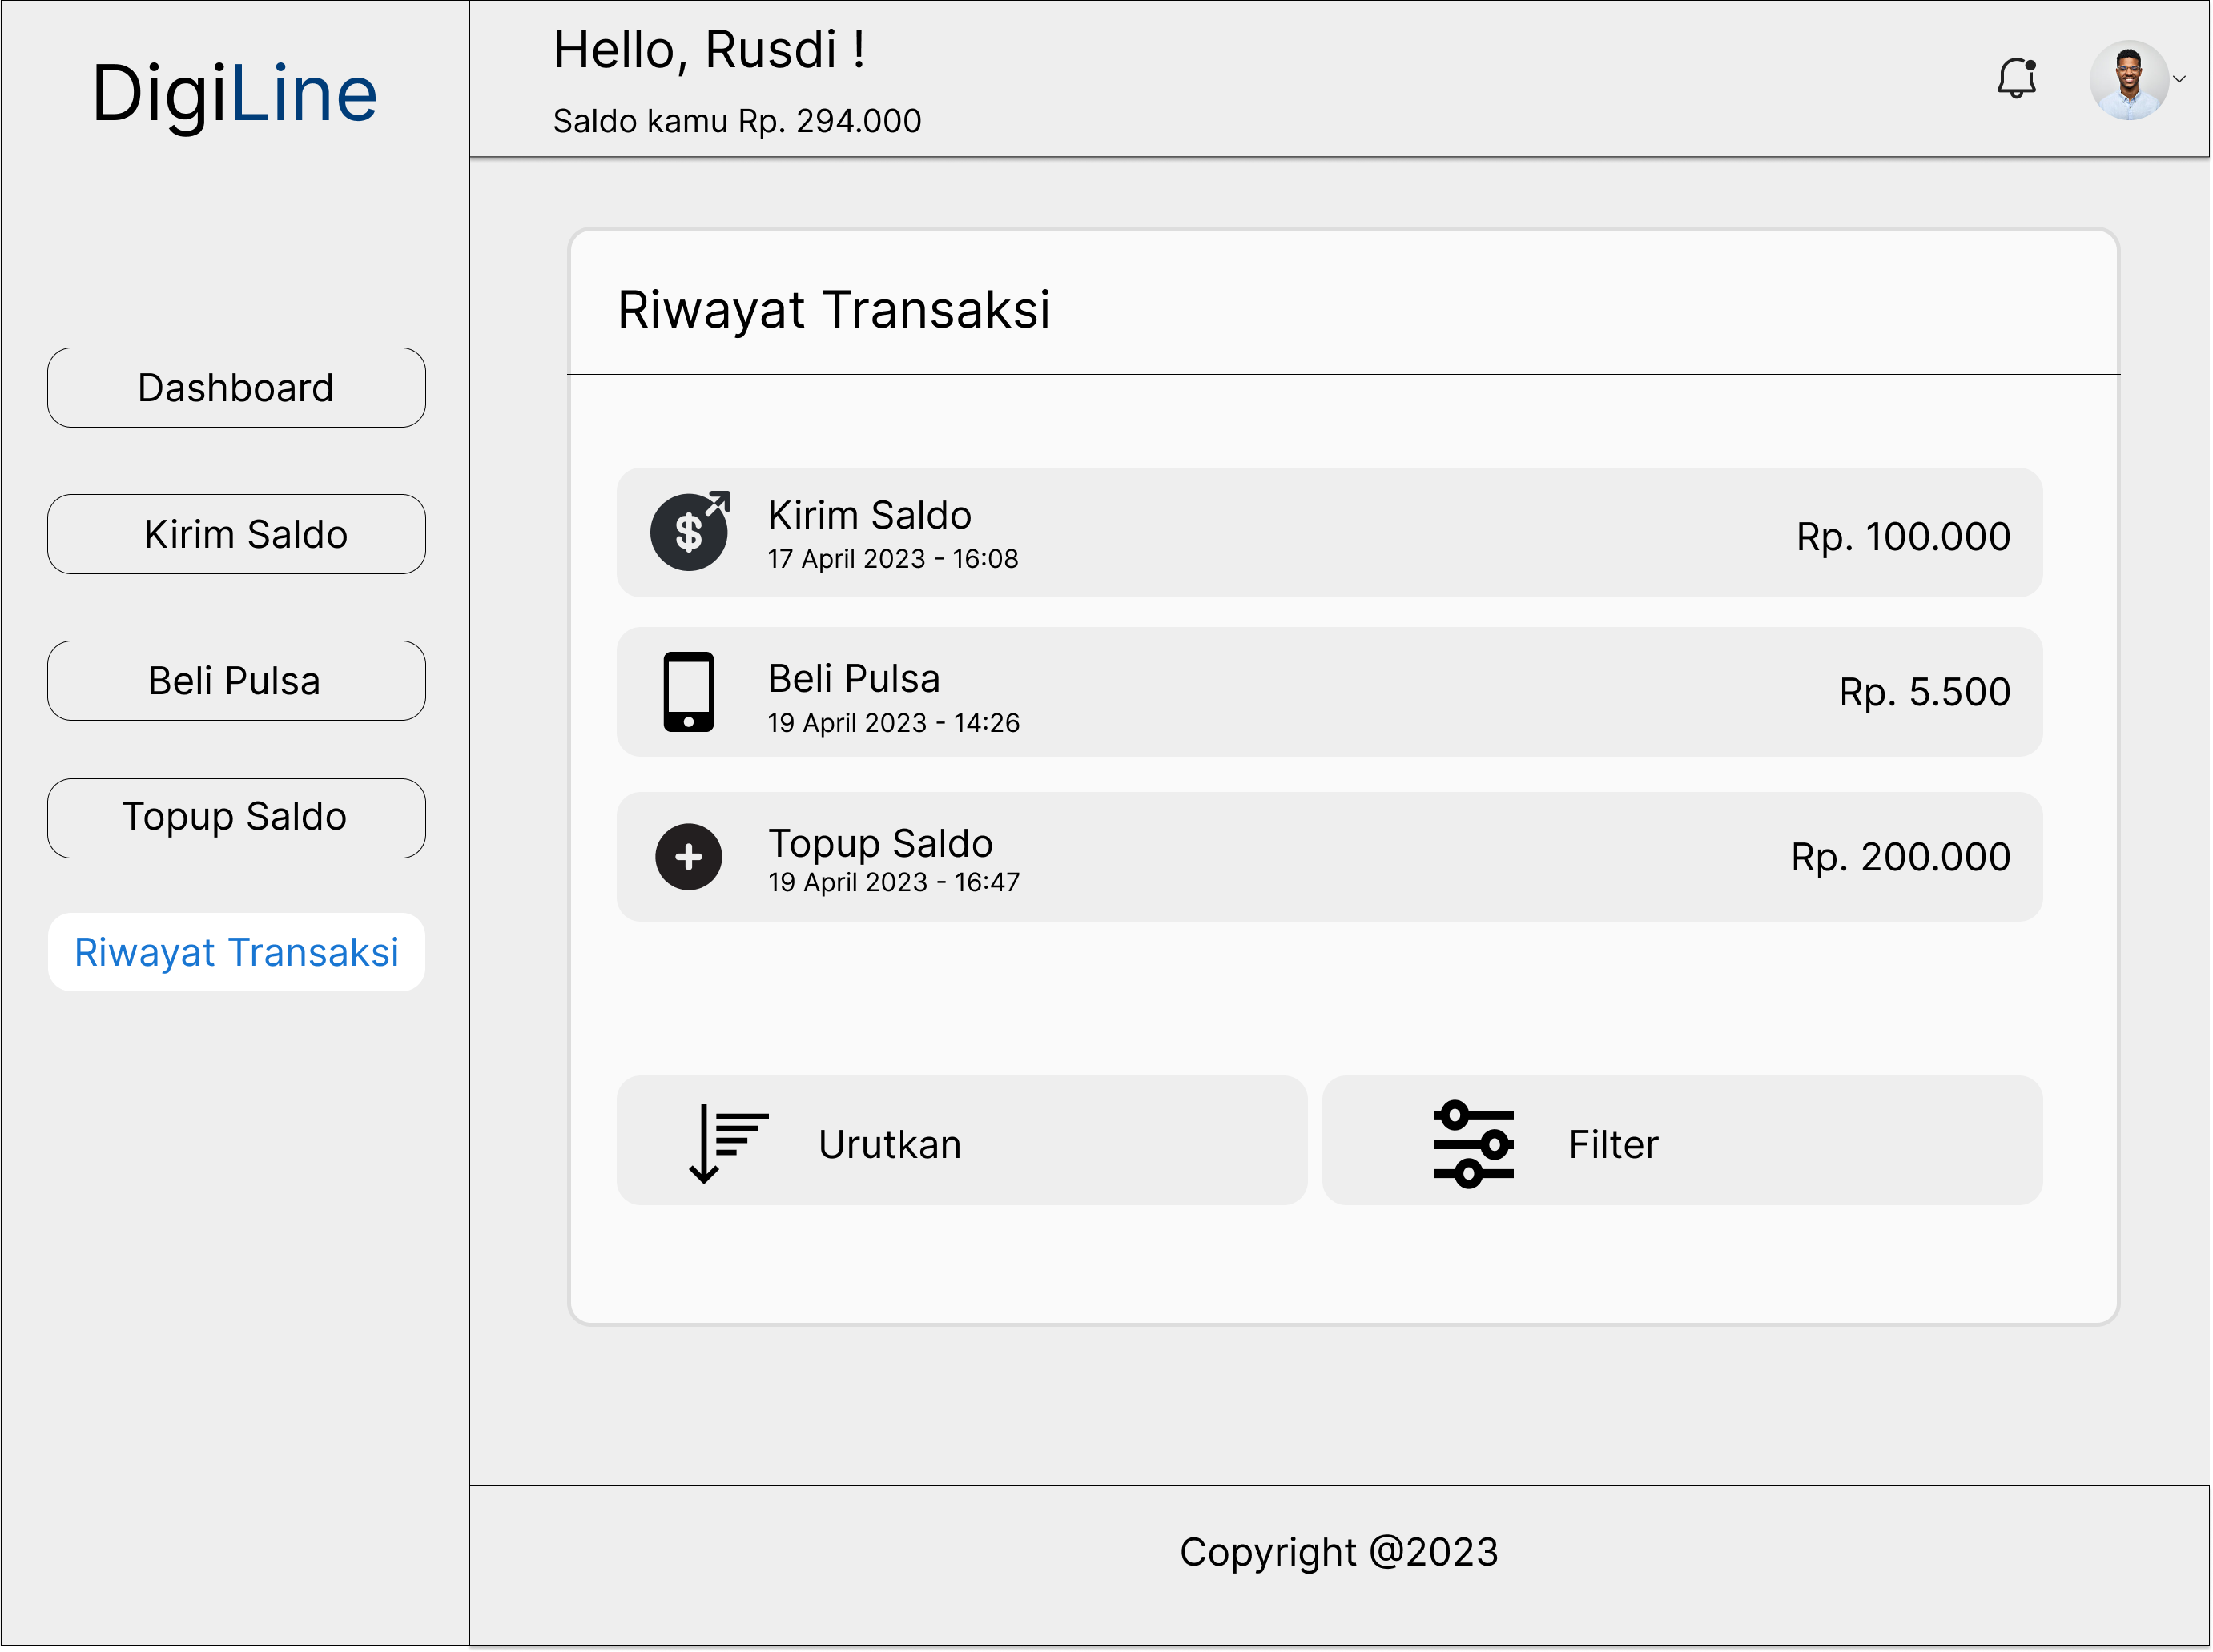 DigiLine
Hello, Rusdi !
Saldo kamu Rp. 294.000
Dashboard
Kirim Saldo
Beli Pulsa
Topup Saldo
Riwayat Transaksi
Riwayat Transaksi
Kirim Saldo
17 April 2023 - 16:08
Rp. 100.000
Beli Pulsa
19 April 2023 - 14:26
Rp. 5.500
Topup Saldo
19 April 2023 - 16:47
Rp. 200.000
Urutkan
Filter
Copyright @2023